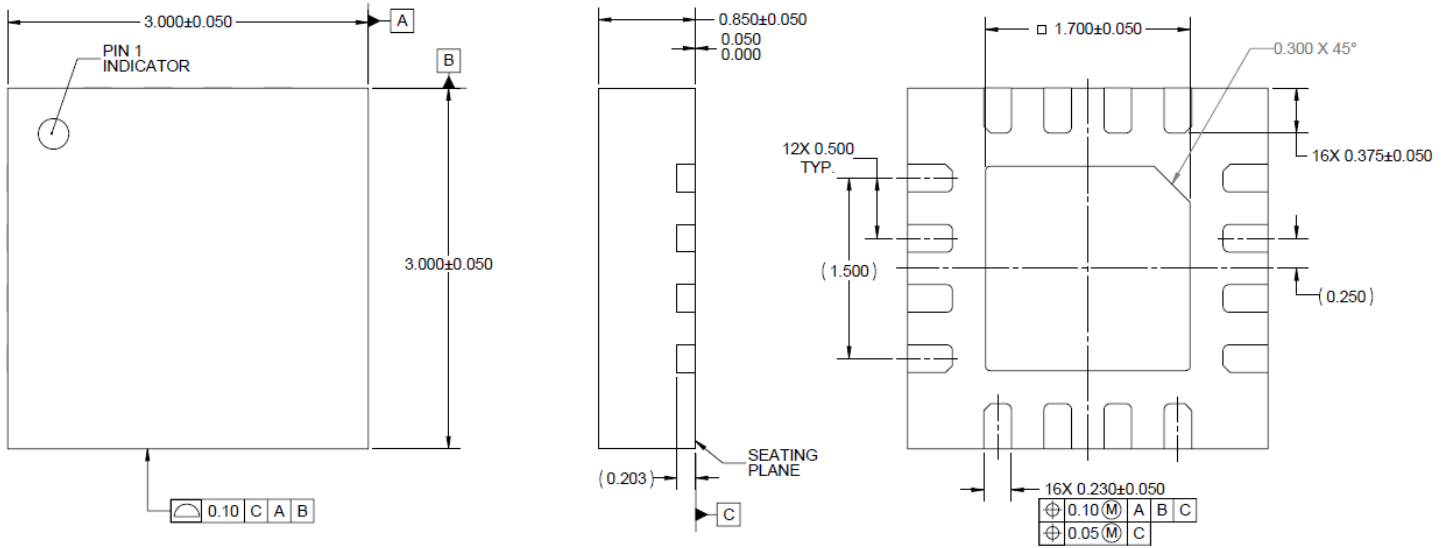 3.000±0.050
A
PIN 1
INDICATOR
B
3.000±0.050
0.10 C A B
0.850±0.050
0.050
0.000
(0.203)
SEATING
PLANE
C
□ 1.700±0.050
0.300 X 45°
12X 0.500
TYP.
16X 0.375±0.050
(1.500)
(0.250)
16X 0.230±0.050
⌖ 0.10 Ⓜ A B C
⌖ 0.05 Ⓜ C